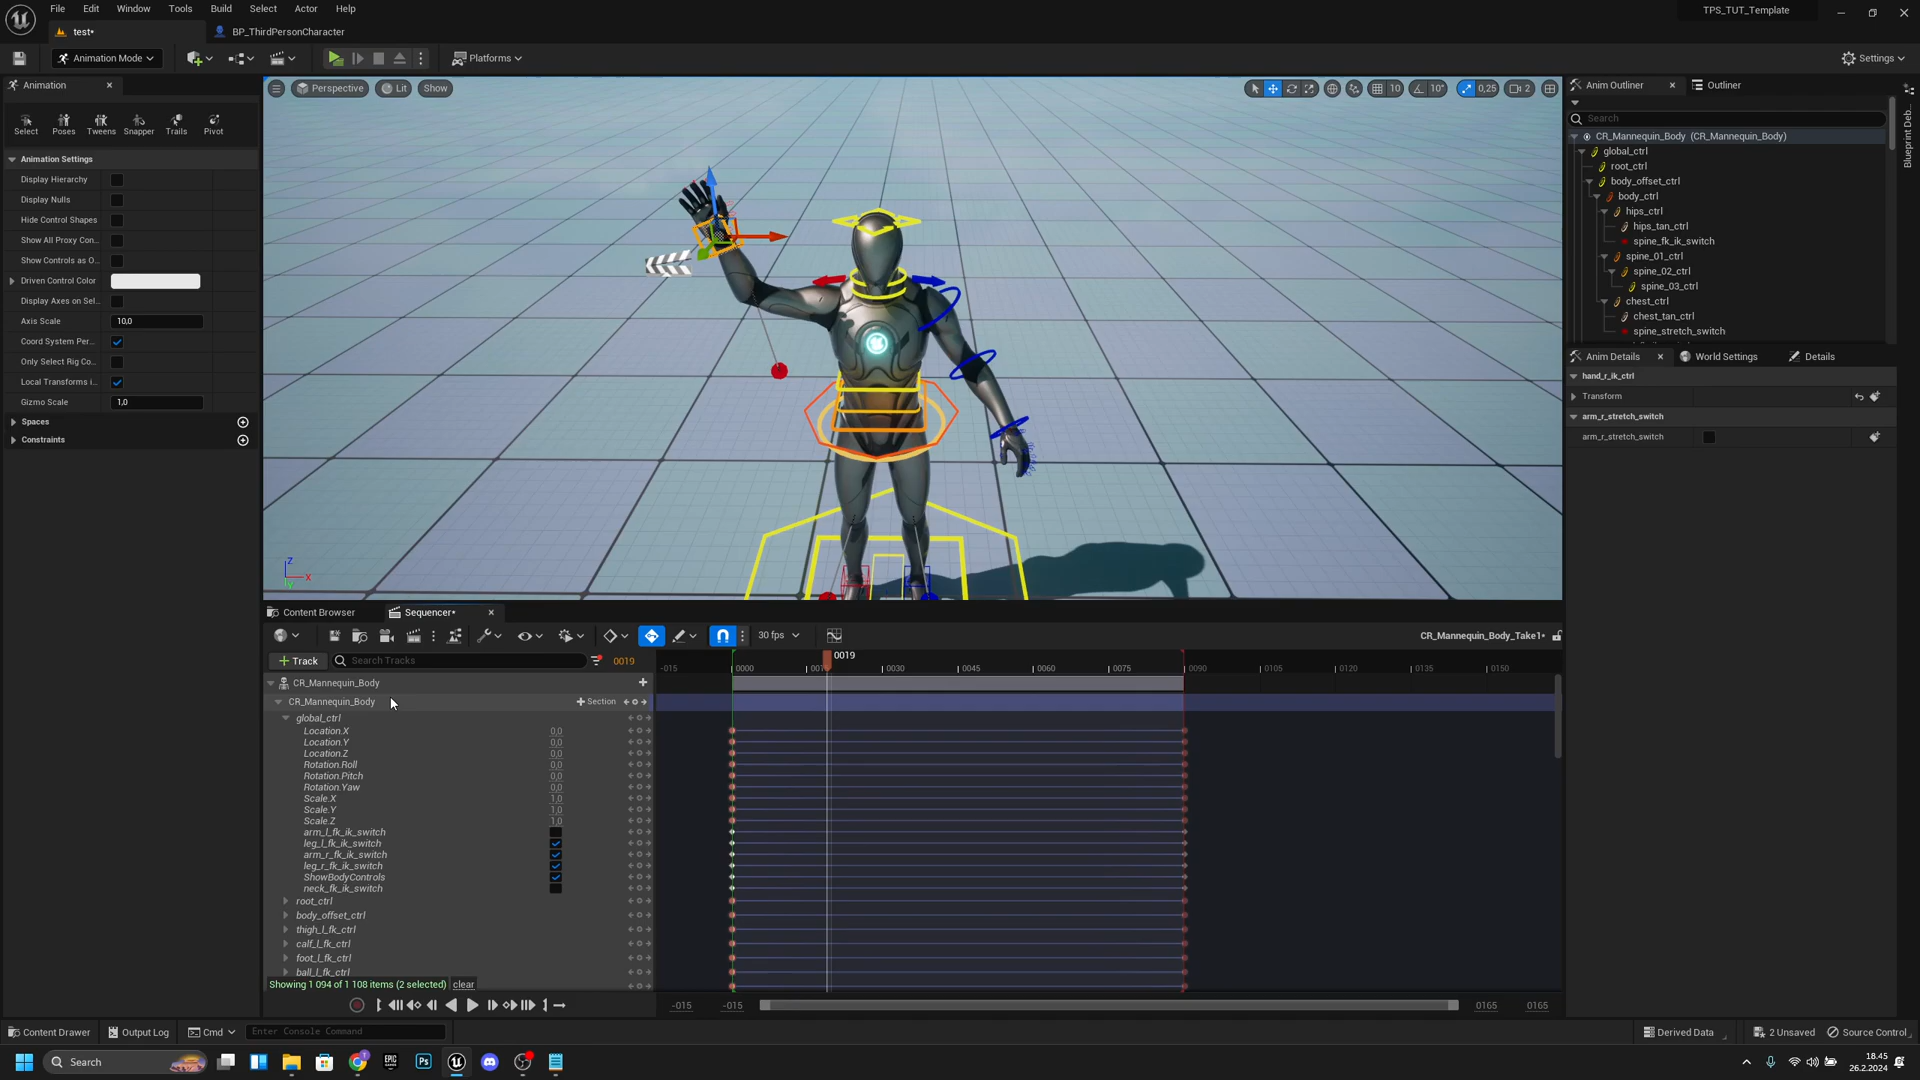 File Edit Window Tools Build Select Actor Help
TPS_TUT_Template
test•
BP_ThirdPersonCharacter
Animation Mode
Platforms
Settings
Animation
Perspective
Lit
Show
10
10°
0,25
2
Anim Outliner
Outliner
Blueprint Deb...
Select Poses Tweens Snapper Trails Pivot
Search
Animation Settings
Display Hierarchy
Display Nulls
Hide Control Shapes
Show All Proxy Con...
Show Controls as O...
Driven Control Color
Display Axes on Sel...
Axis Scale 10,0
Coord System Per...
Only Select Rig Co...
Local Transforms i...
Gizmo Scale 1,0
Spaces
Constraints
CR_Mannequin_Body (CR_Mannequin_Body)
global_ctrl
root_ctrl
body_offset_ctrl
body_ctrl
hips_ctrl
hips_tan_ctrl
spine_fk_ik_switch
spine_01_ctrl
spine_02_ctrl
spine_03_ctrl
chest_ctrl
chest_tan_ctrl
spine_stretch_switch
Anim Details
World Settings
Details
hand_r_ik_ctrl
Transform
arm_r_stretch_switch
arm_r_stretch_switch
Z
X
Y
Content Browser
Sequencer•
30 fps
CR_Mannequin_Body_Take1•
+ Track
Search Tracks
0019
0019
-015 0000 0030 0045 0060 0075 0090 0105 0120 0135 0150
CR_Mannequin_Body
CR_Mannequin_Body
+ Section
global_ctrl
Location.X 0,0
Location.Y 0,0
Location.Z 0,0
Rotation.Roll 0,0
Rotation.Pitch 0,0
Rotation.Yaw 0,0
Scale.X 1,0
Scale.Y 1,0
Scale.Z 1,0
arm_l_fk_ik_switch
leg_l_fk_ik_switch
arm_r_fk_ik_switch
leg_r_fk_ik_switch
ShowBodyControls
neck_fk_ik_switch
root_ctrl
body_offset_ctrl
thigh_l_fk_ctrl
calf_l_fk_ctrl
foot_l_fk_ctrl
ball_l_fk_ctrl
Showing 1 094 of 1 108 items (2 selected) clear
-015 -015 0165 0165
Content Drawer
Output Log
Cmd
Enter Console Command
Derived Data
2 Unsaved
Source Control
Search
EPIC
Ps
18.45
26.2.2024